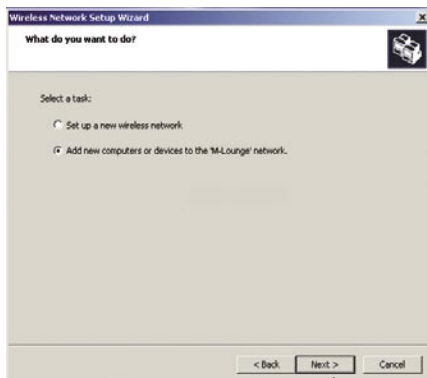 Wireless Network Setup Wizard
What do you want to do?
Select a task:
Set up a new wireless network
Add new computers or devices to the 'M-Lounge' network.
< Back
Next >
Cancel